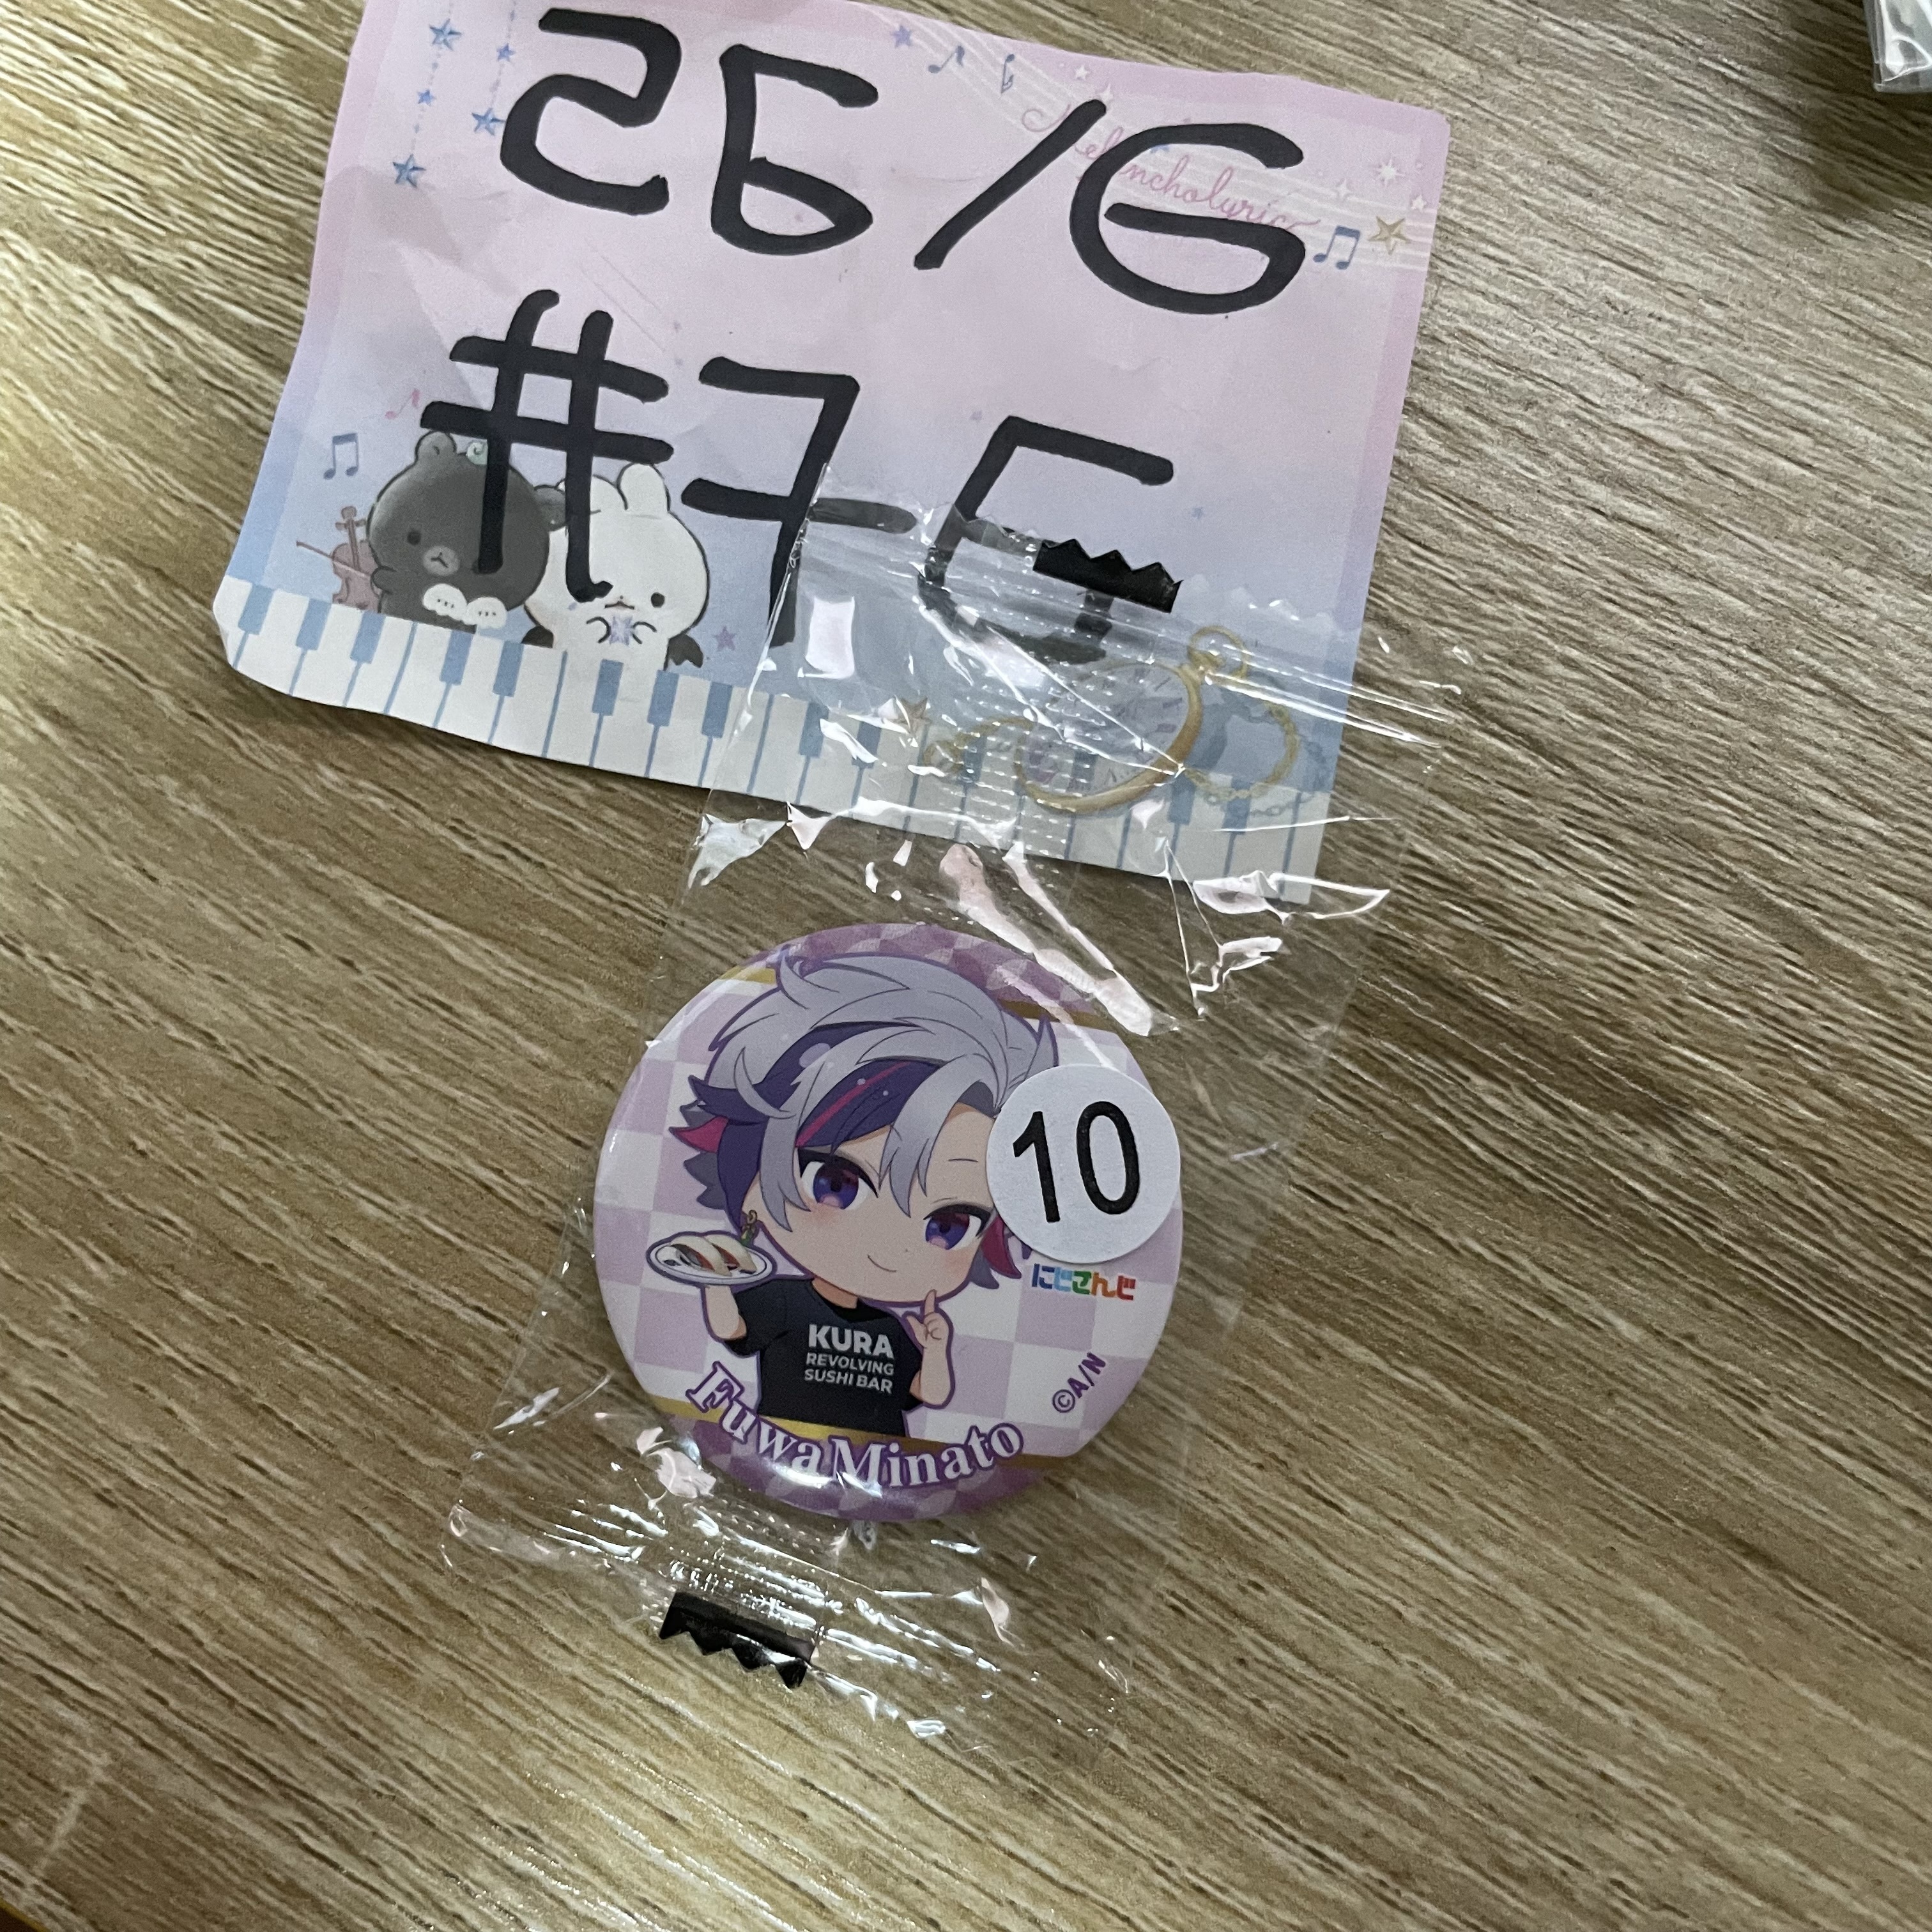 26/6
Melancholyric
#75
10
にじさんじ
KURA
REVOLVING
SUSHI BAR
©A/N
Fuwa Minato